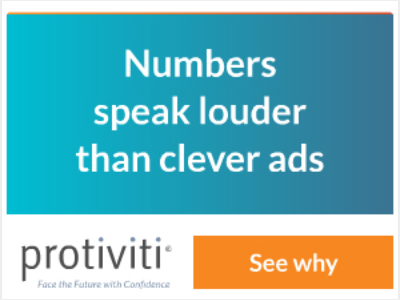 Numbers
speak louder
than clever ads
protiviti®
Face the Future with Confidence
See why